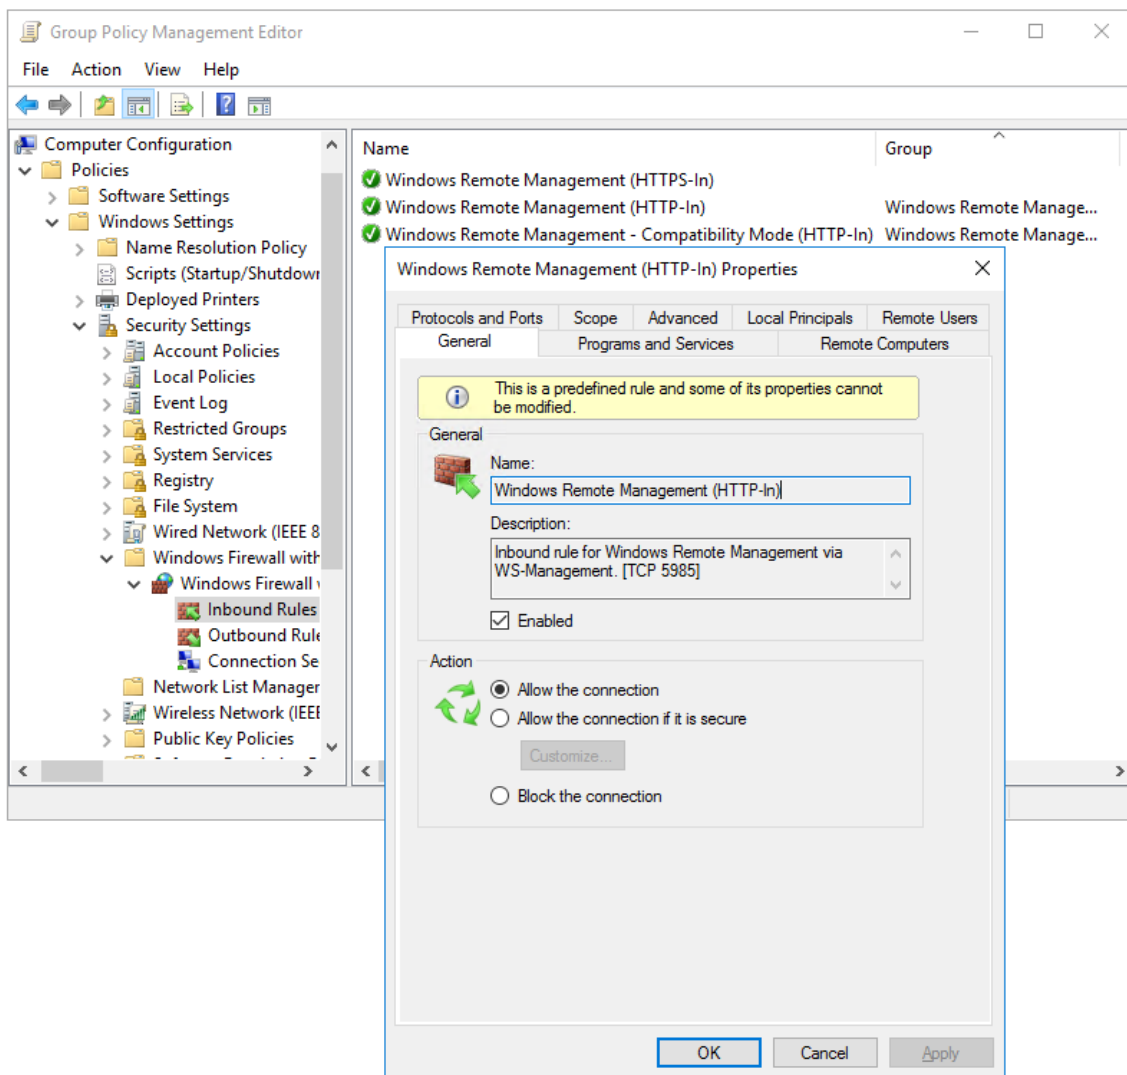 Group Policy Management Editor
File Action View Help
Computer Configuration
Policies
Software Settings
Windows Settings
Name Resolution Policy
Scripts (Startup/Shutdown
Deployed Printers
Security Settings
Account Policies
Local Policies
Event Log
Restricted Groups
System Services
Registry
File System
Wired Network (IEEE 8
Windows Firewall with
Windows Firewall
Inbound Rules
Outbound Rule
Connection Se
Network List Manager
Wireless Network (IEEE
Public Key Policies
Name Group
Windows Remote Management (HTTPS-In)
Windows Remote Management (HTTP-In) Windows Remote Manage...
Windows Remote Management - Compatibility Mode (HTTP-In) Windows Remote Manage...
Windows Remote Management (HTTP-In) Properties
Protocols and Ports Scope Advanced Local Principals Remote Users
General Programs and Services Remote Computers
This is a predefined rule and some of its properties cannot
be modified.
General
Name:
Windows Remote Management (HTTP-In)
Description:
Inbound rule for Windows Remote Management via
WS-Management. [TCP 5985]
Enabled
Action
Allow the connection
Allow the connection if it is secure
Customize...
Block the connection
OK Cancel Apply